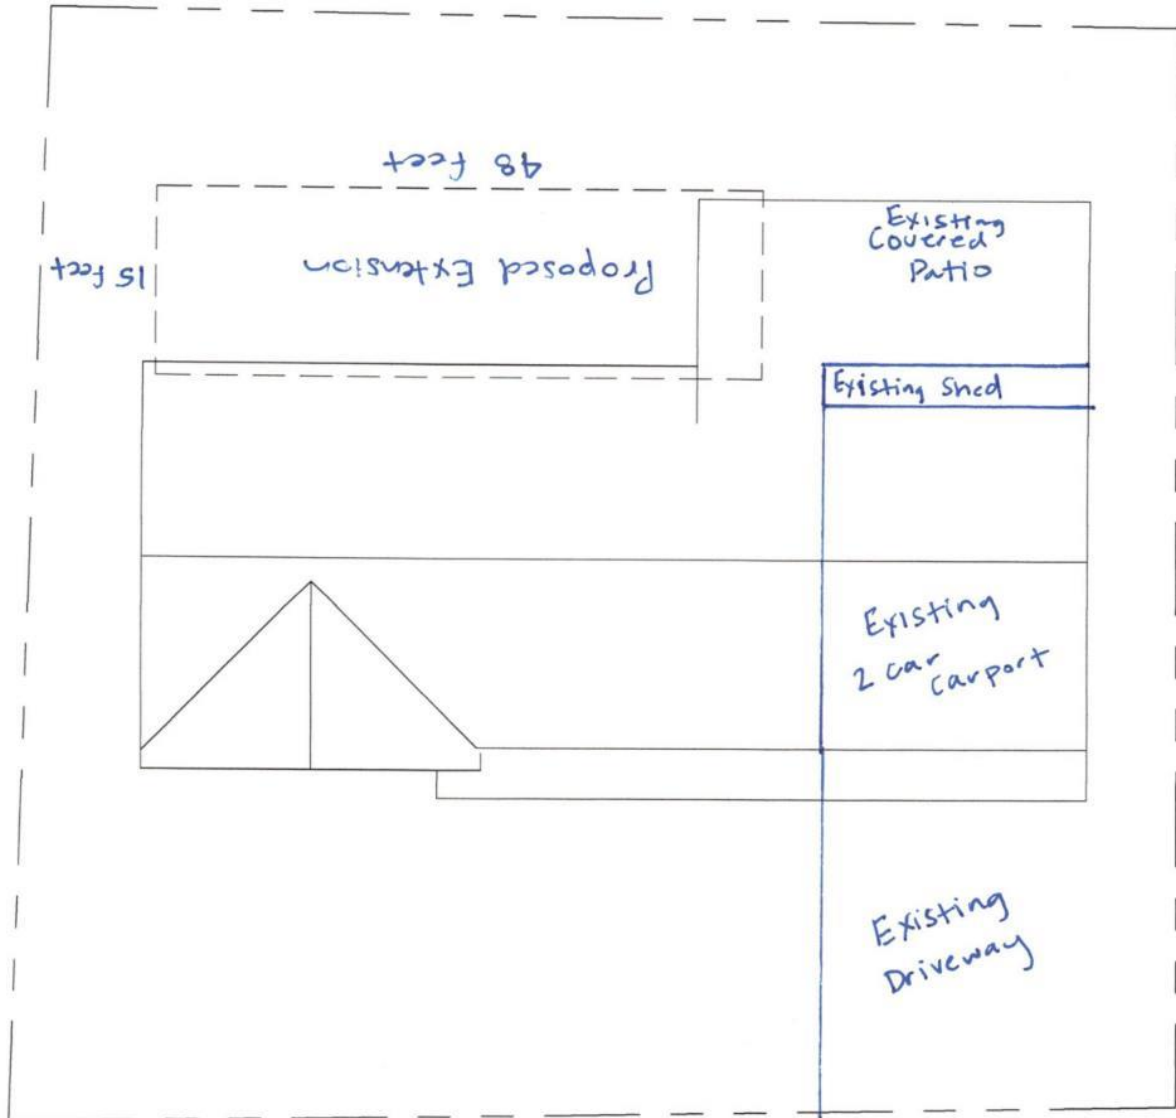 48 feet
15 feet
Proposed Extension
Existing
Covered
Patio
Existing Shed
Existing
2 car
carport
Existing
Driveway